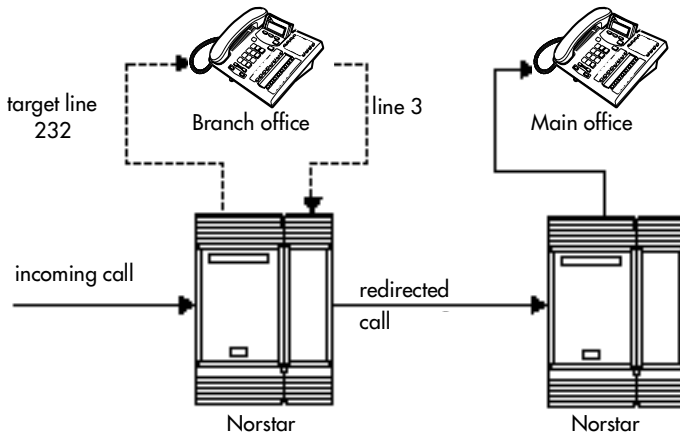 target line
232
Branch office
line 3
Main office
incoming call
redirected
call
Norstar
Norstar